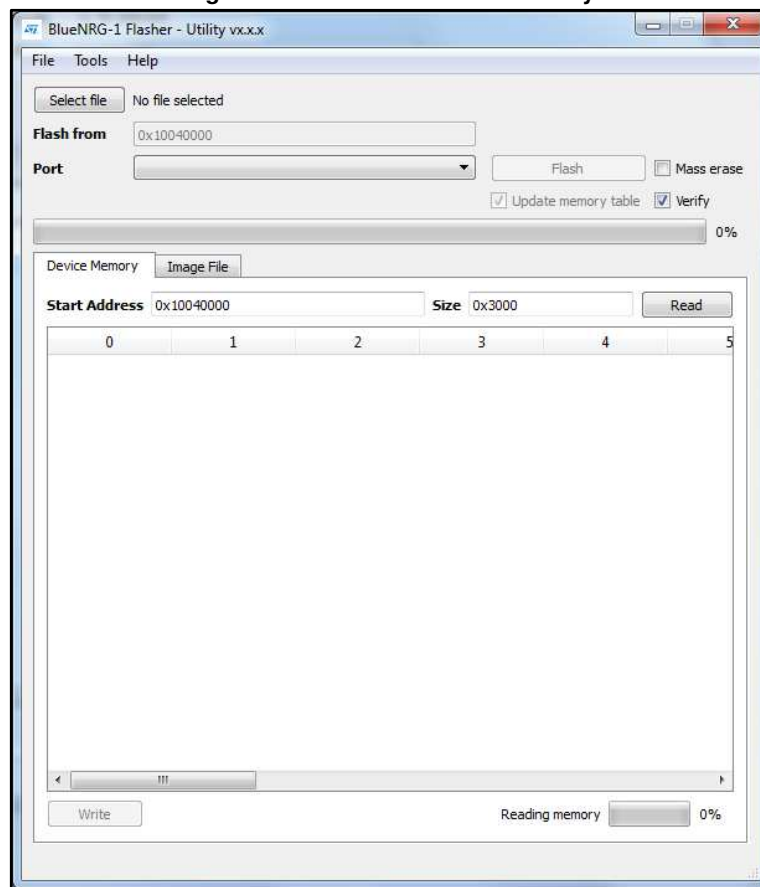 BlueNRG-1 Flasher - Utility vx.x.x
File Tools Help
Select file No file selected
Flash from 0x10040000
Port Flash Mass erase
Update memory table Verify
0%
Device Memory Image File
Start Address 0x10040000 Size 0x3000 Read
0 1 2 3 4 5
Write Reading memory 0%